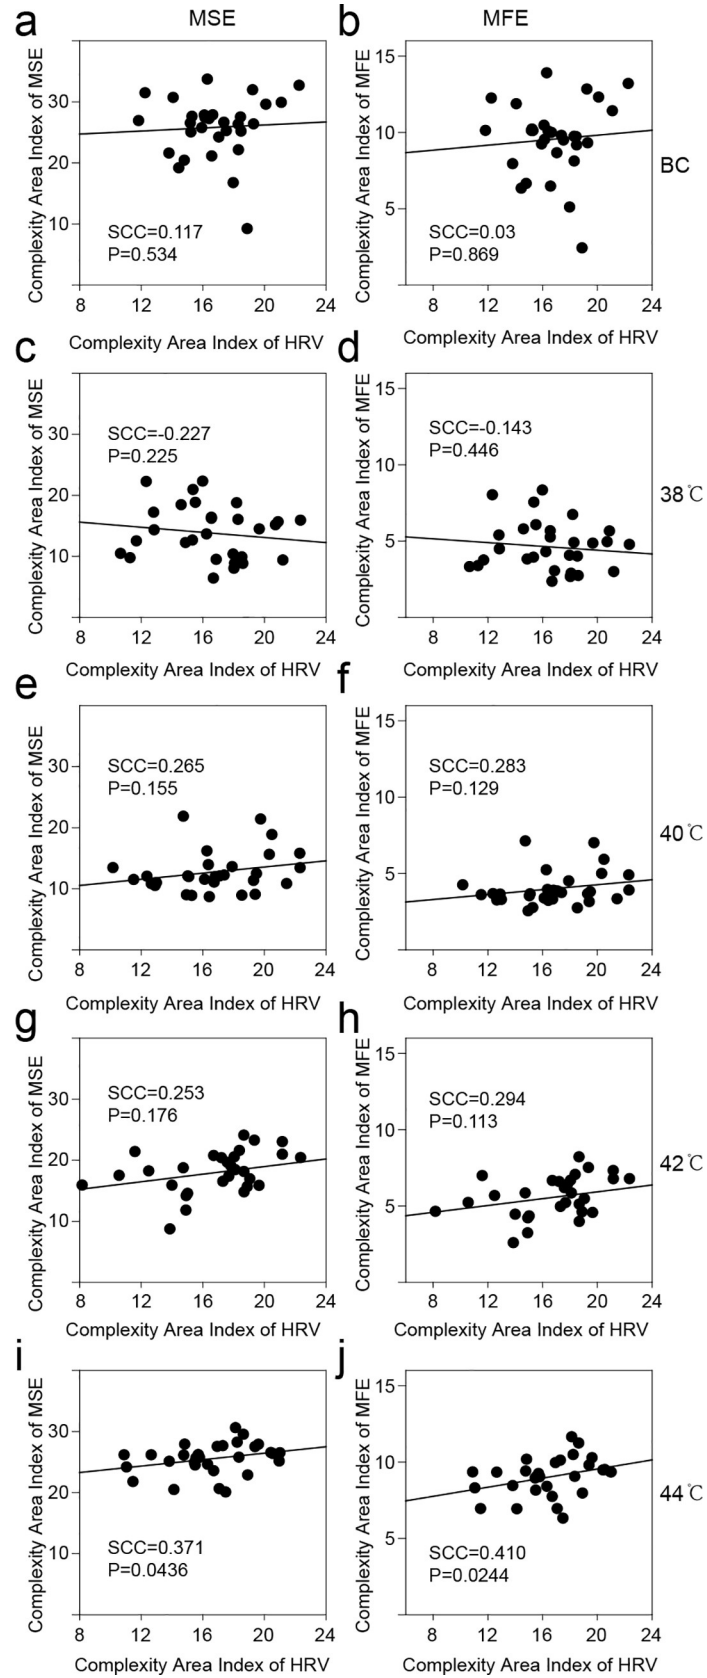 MSE
MFE
a
Complexity Area Index of MSE
30
20
10
SCC=0.117
P=0.534
8 12 16 20 24
Complexity Area Index of HRV
b
Complexity Area Index of MFE
15
10
5
SCC=0.03
P=0.869
8 12 16 20 24
Complexity Area Index of HRV
BC
c
Complexity Area Index of MSE
30
20
10
SCC=-0.227
P=0.225
8 12 16 20 24
Complexity Area Index of HRV
d
Complexity Area Index of MFE
15
10
5
SCC=-0.143
P=0.446
8 12 16 20 24
Complexity Area Index of HRV
38℃
e
Complexity Area Index of MSE
30
20
10
SCC=0.265
P=0.155
8 12 16 20 24
Complexity Area Index of HRV
f
Complexity Area Index of MFE
15
10
5
SCC=0.283
P=0.129
8 12 16 20 24
Complexity Area Index of HRV
40℃
g
Complexity Area Index of MSE
30
20
10
SCC=0.253
P=0.176
8 12 16 20 24
Complexity Area Index of HRV
h
Complexity Area Index of MFE
15
10
5
SCC=0.294
P=0.113
8 12 16 20 24
Complexity Area Index of HRV
42℃
i
Complexity Area Index of MSE
30
20
10
SCC=0.371
P=0.0436
8 12 16 20 24
Complexity Area Index of HRV
j
Complexity Area Index of MFE
15
10
5
SCC=0.410
P=0.0244
8 12 16 20 24
Complexity Area Index of HRV
44℃